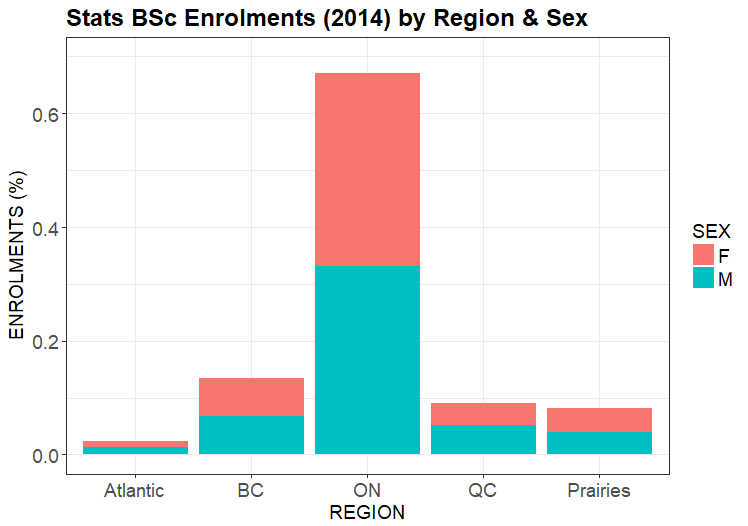 Stats BSc Enrolments (2014) by Region & Sex
ENROLMENTS (%)
0.6
0.4
0.2
0.0
Atlantic BC ON QC Prairies
REGION
SEX
F
M